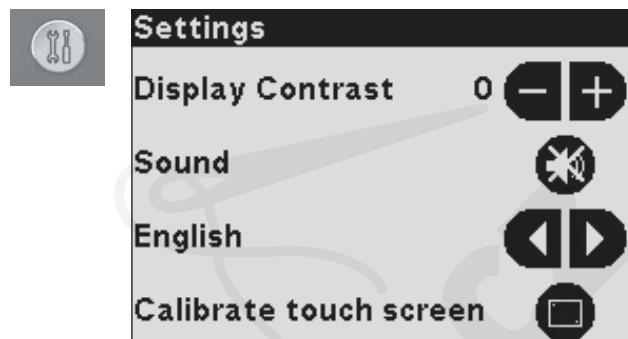 Settings
Display Contrast 0 - +
Sound
English
Calibrate touch screen